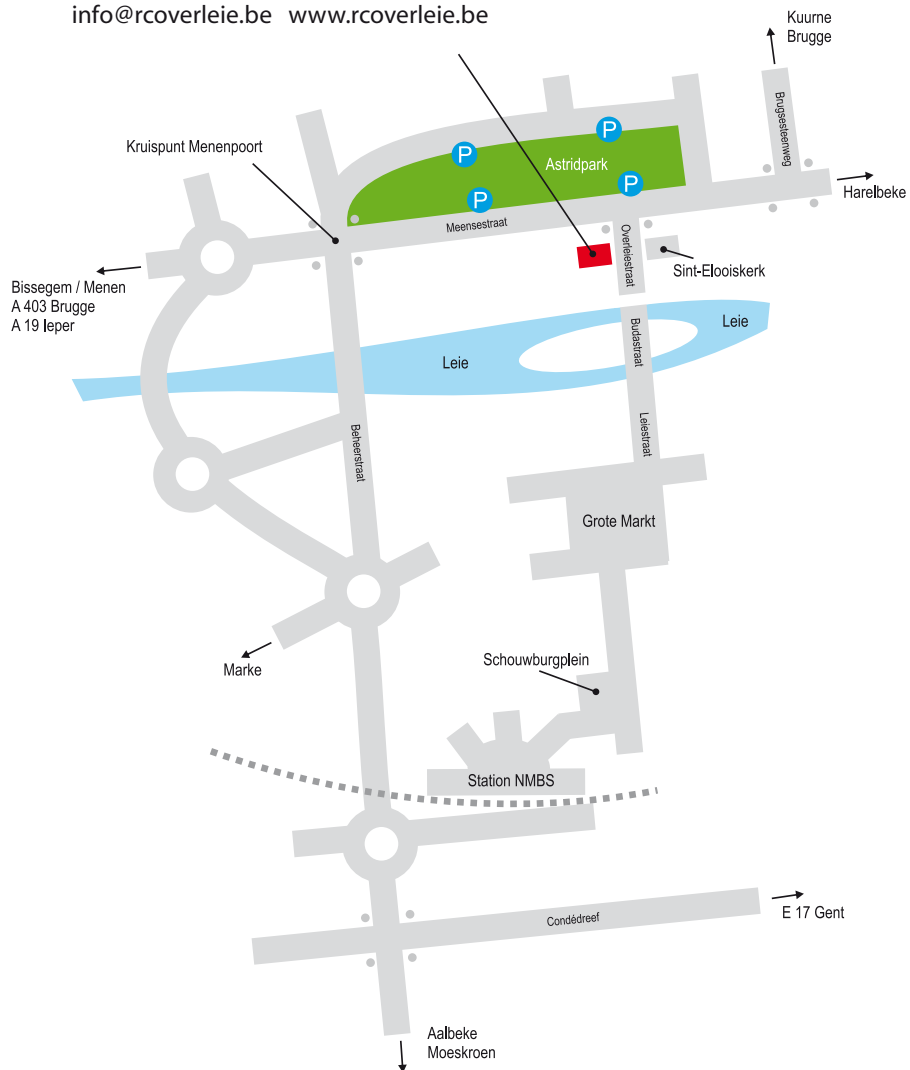 info@rcoverleie.be www.rcoverleie.be
Kuurne
Brugge
Brugsesteenweg
Kruispunt Menenpoort
P
P
Astridpark
P
P
Harelbeke
Meensestraat
Overleiestraat
Sint-Elooiskerk
Bissegem / Menen
A 403 Brugge
A 19 Ieper
Leie
Leie
Budastraat
Leiestraat
Beheerstraat
Grote Markt
Marke
Schouwburgplein
Station NMBS
Condédreef
E 17 Gent
Aalbeke
Moeskroen